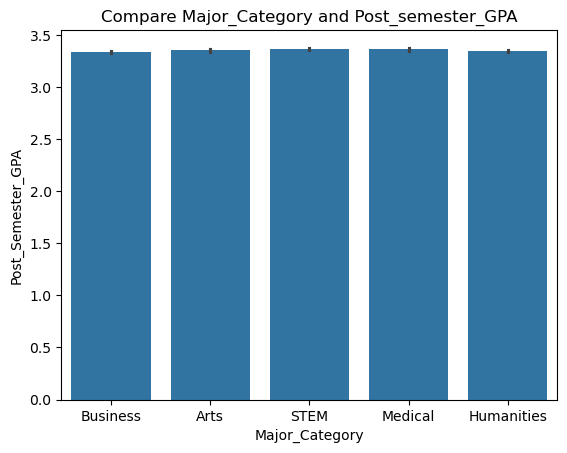 Compare Major_Category and Post_semester_GPA
3.5
3.0
2.5
2.0
1.5
1.0
0.5
0.0
Post_Semester_GPA
Business Arts STEM Medical Humanities
Major_Category